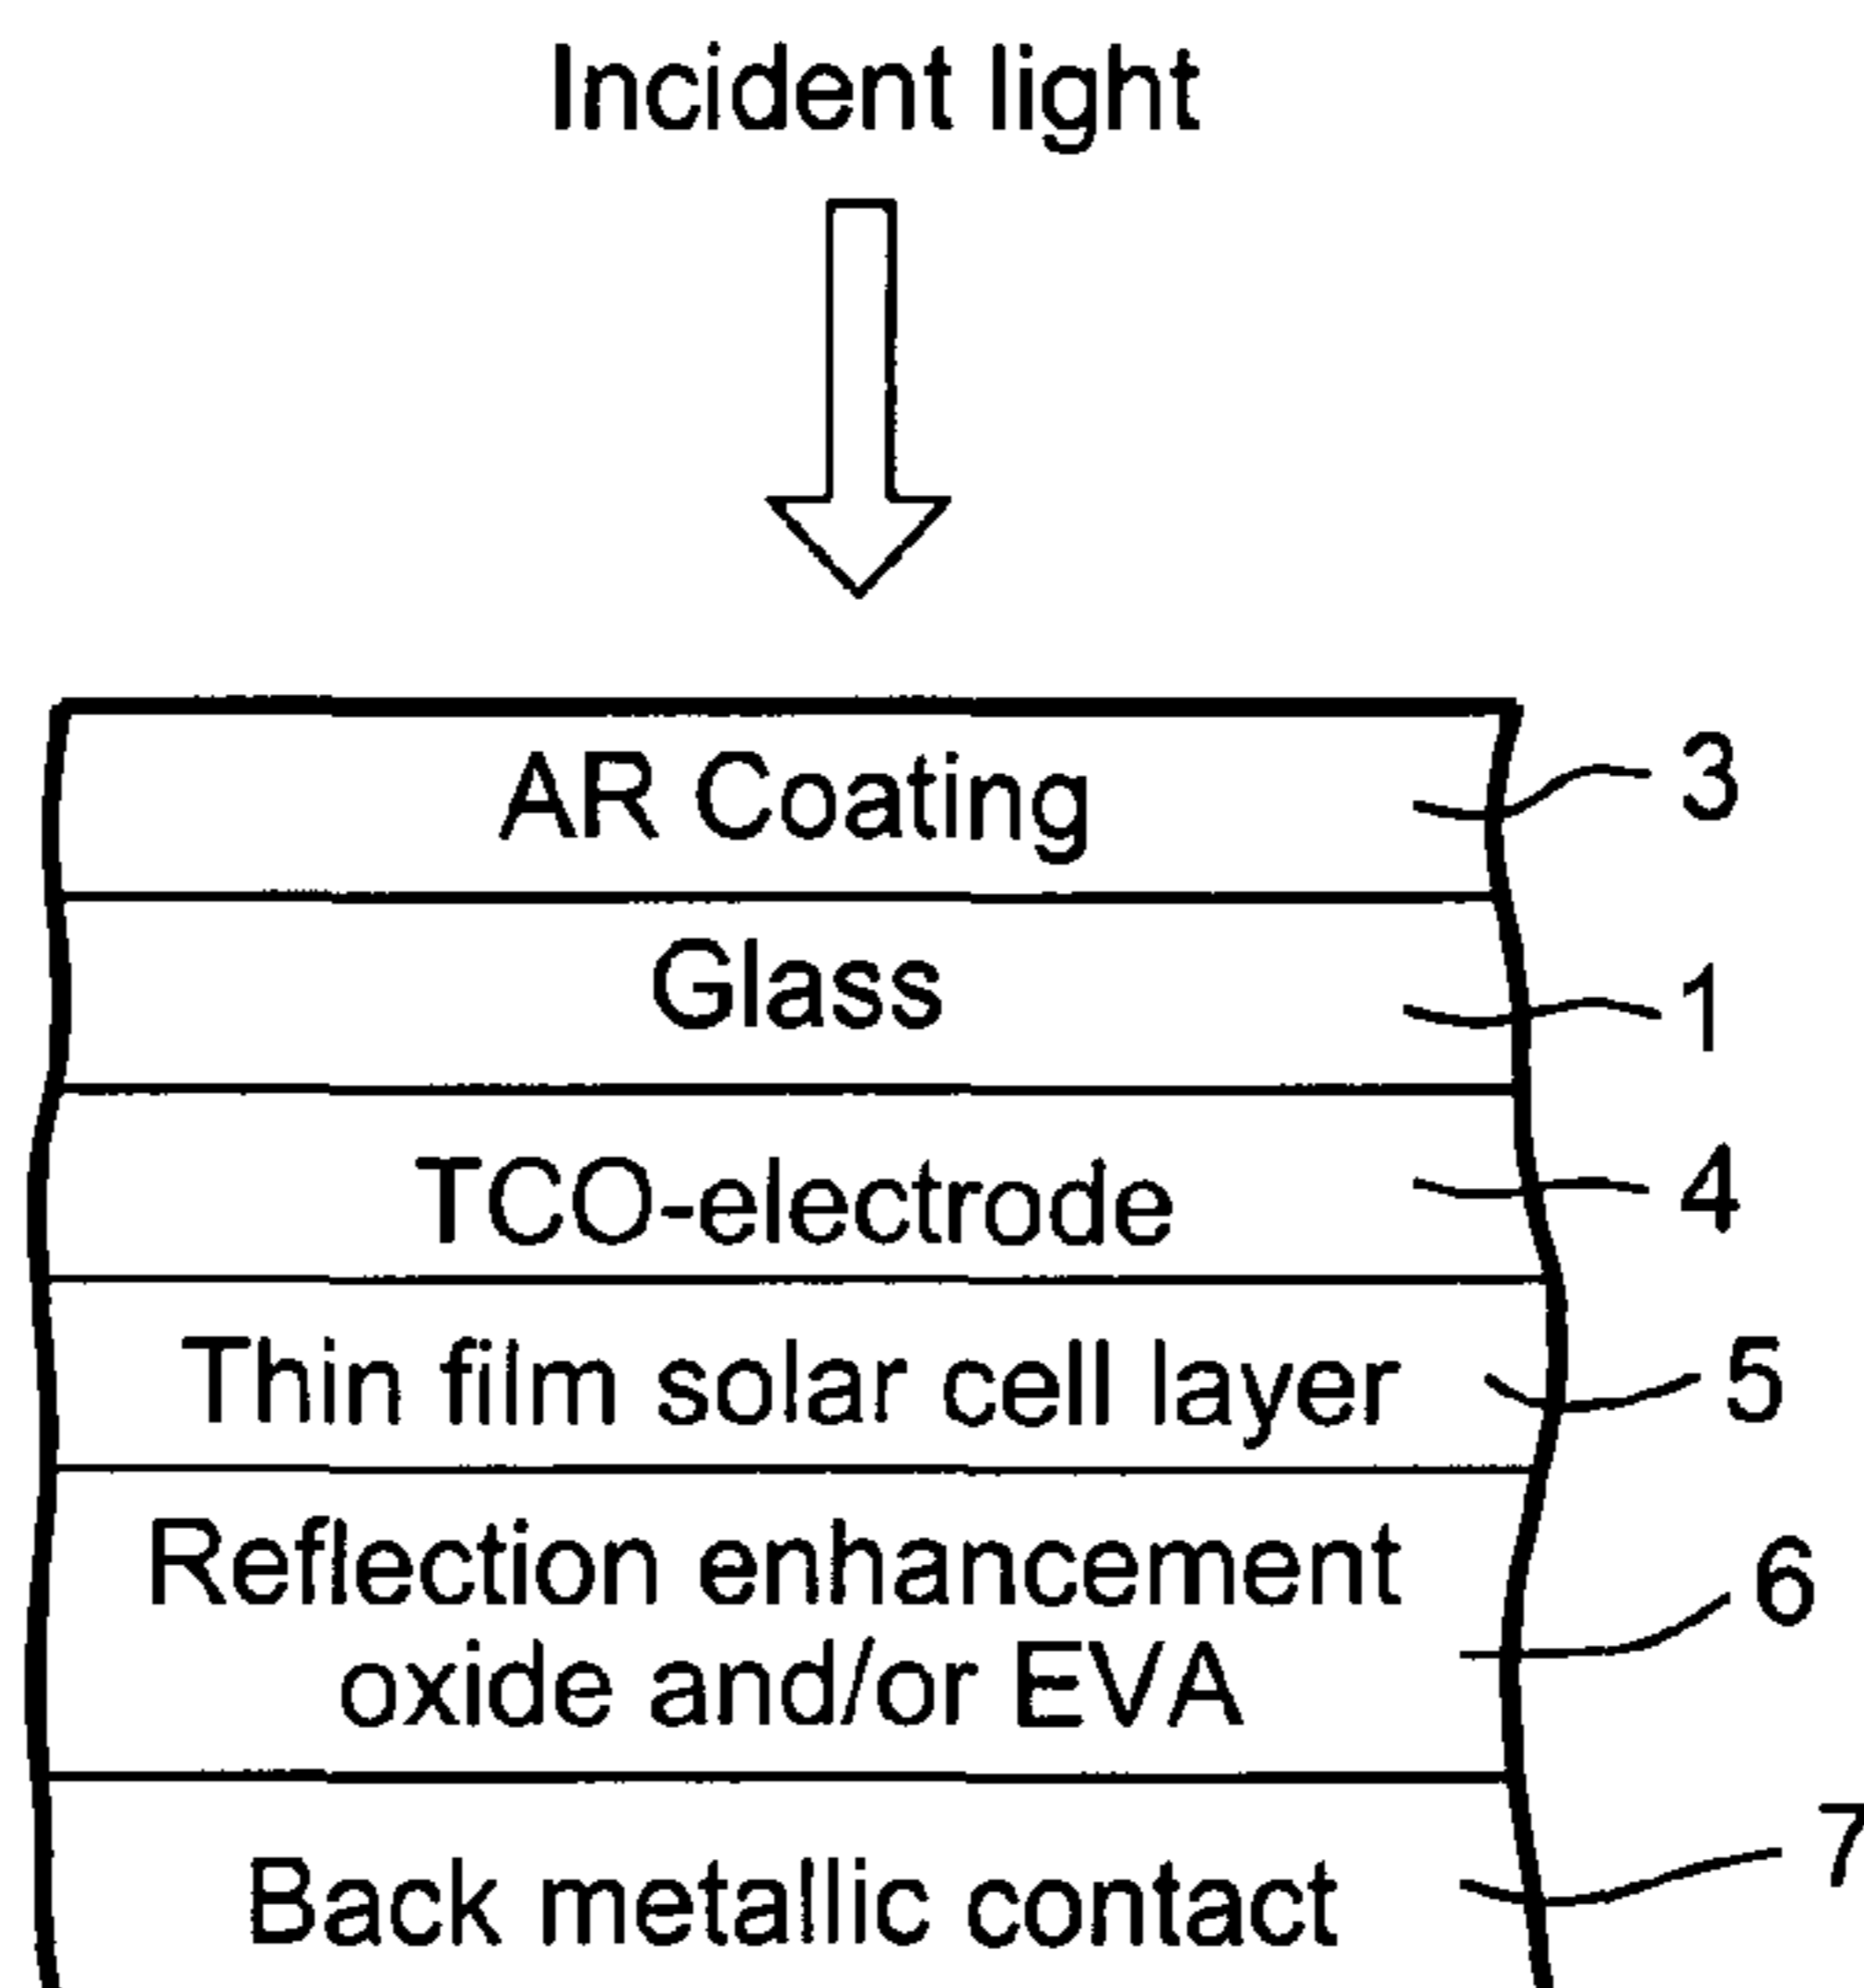 Incident light
AR Coating 3
Glass 1
TCO-electrode 4
Thin film solar cell layer 5
Reflection enhancement
oxide and/or EVA 6
Back metallic contact 7